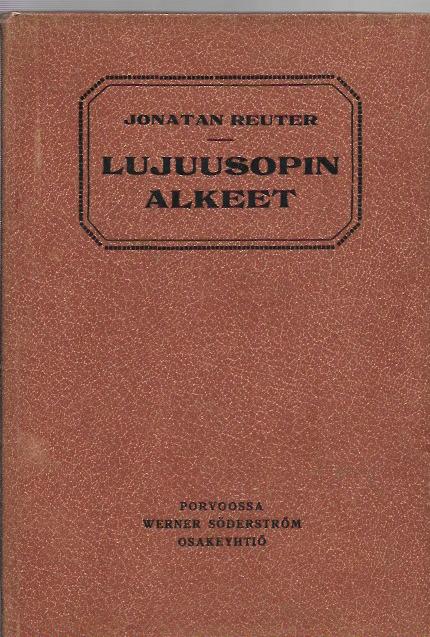 JONATAN REUTER
LUJUUSOPIN
ALKEET
PORVOOSSA
WERNER SÖDERSTRÖM
OSAKEYHTIÖ